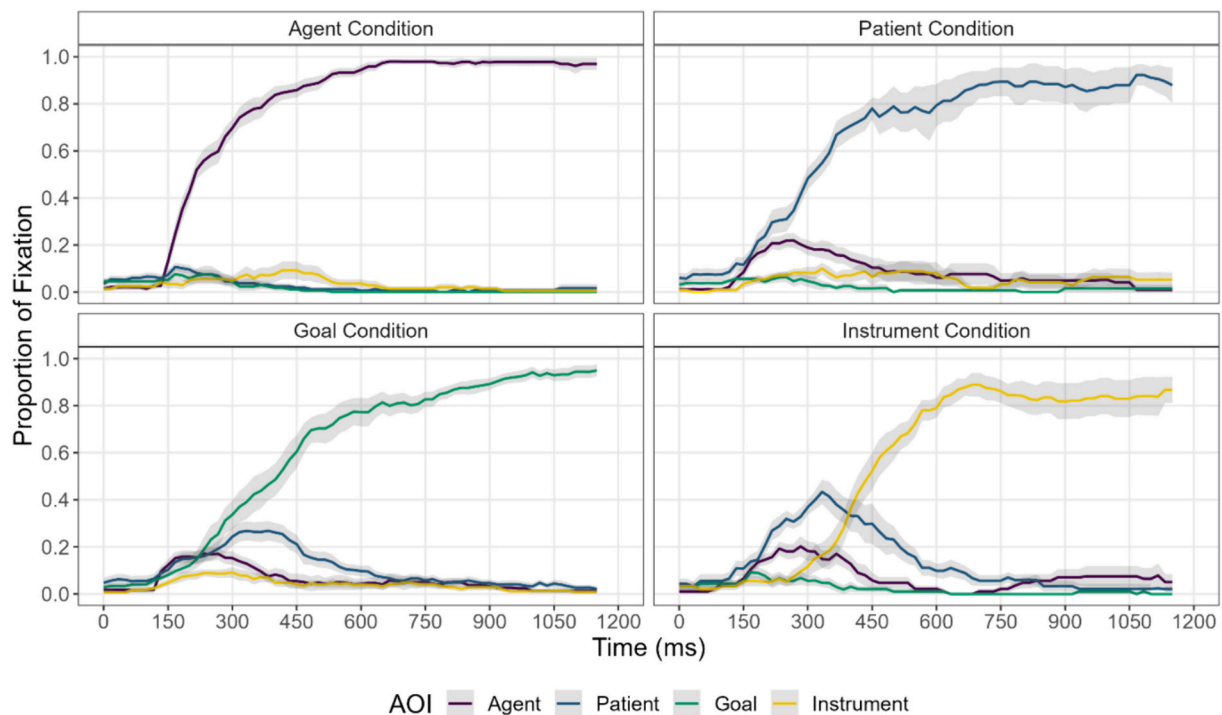 Agent Condition
Patient Condition
1.0
0.8
0.6
0.4
0.2
0.0
Goal Condition
Instrument Condition
1.0
0.8
0.6
0.4
0.2
0.0
Proportion of Fixation
0 150 300 450 600 750 900 1050 1200
0 150 300 450 600 750 900 1050 1200
Time (ms)
AOI Agent Patient Goal Instrument